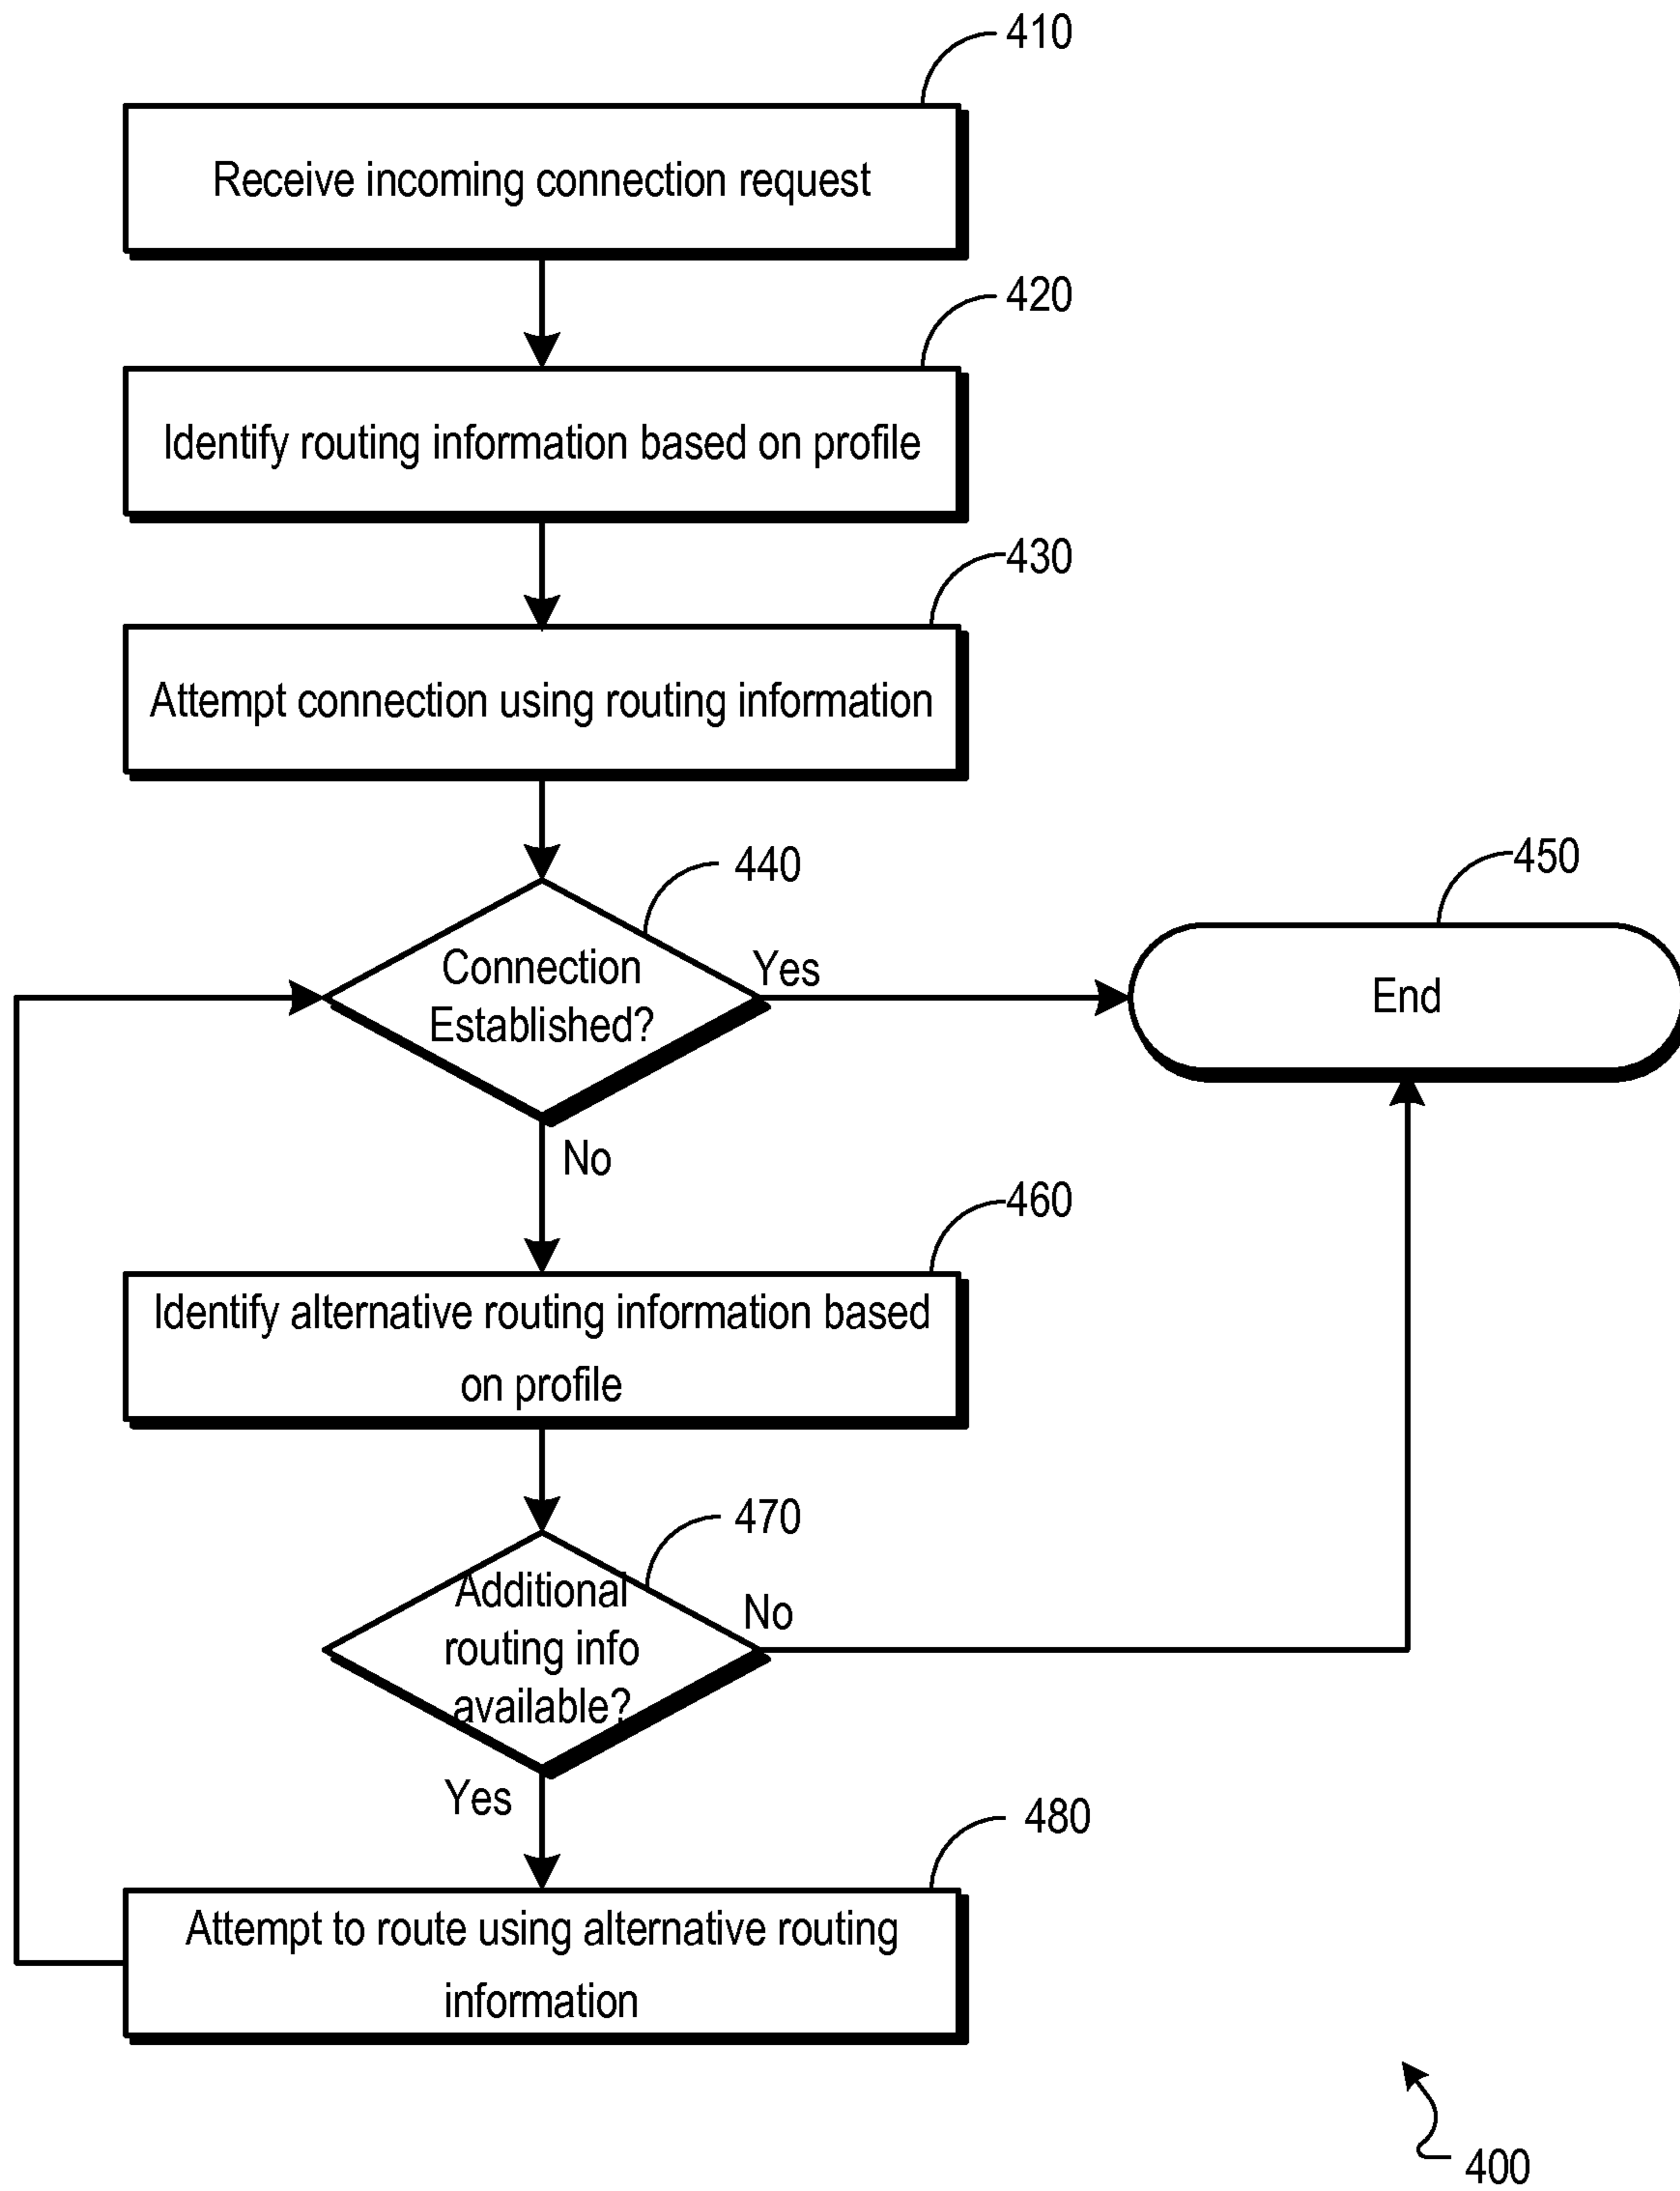 410
Receive incoming connection request
420
Identify routing information based on profile
430
Attempt connection using routing information
440
450
Connection
Established?
Yes
End
No
460
Identify alternative routing information based
on profile
470
Additional
routing info
available?
No
Yes
480
Attempt to route using alternative routing
information
400